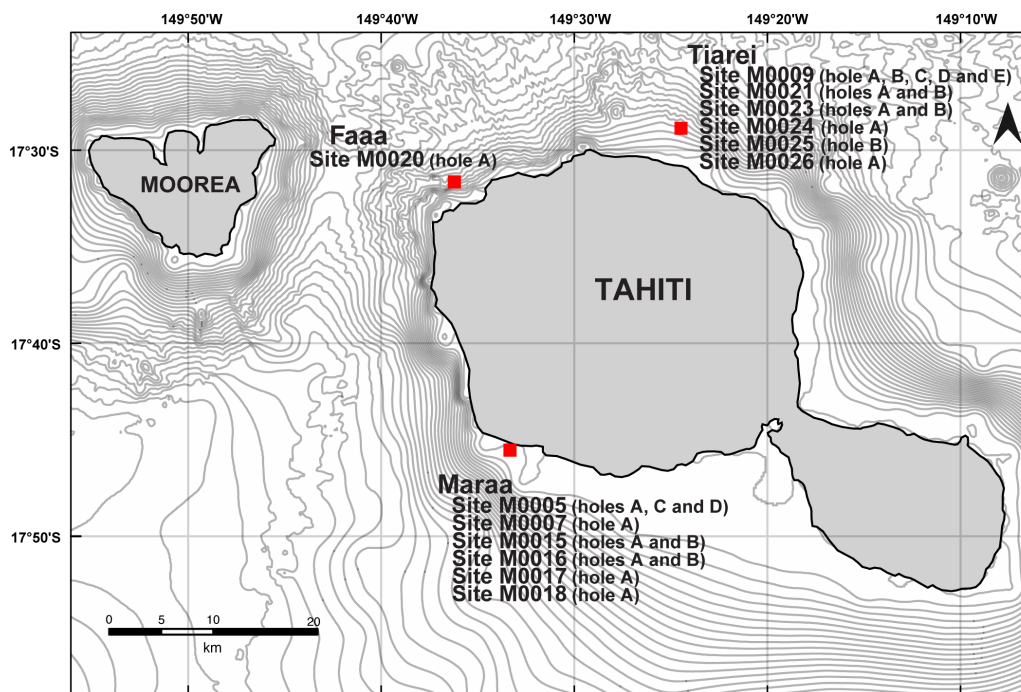 149°50'W 149°40'W 149°30'W 149°20'W 149°10'W
Tiarei
Site M0009 (hole A, B, C, D and E)
Site M0021 (holes A and B)
Site M0023 (holes A and B)
Site M0024 (hole A)
Site M0025 (hole B)
Site M0026 (hole A)
Faaa
Site M0020 (hole A)
17°30'S
MOOREA
TAHITI
17°40'S
Maraa
Site M0005 (holes A, C and D)
Site M0007 (hole A)
Site M0015 (holes A and B)
Site M0016 (holes A and B)
Site M0017 (hole A)
Site M0018 (hole A)
17°50'S
0 5 10 20
km